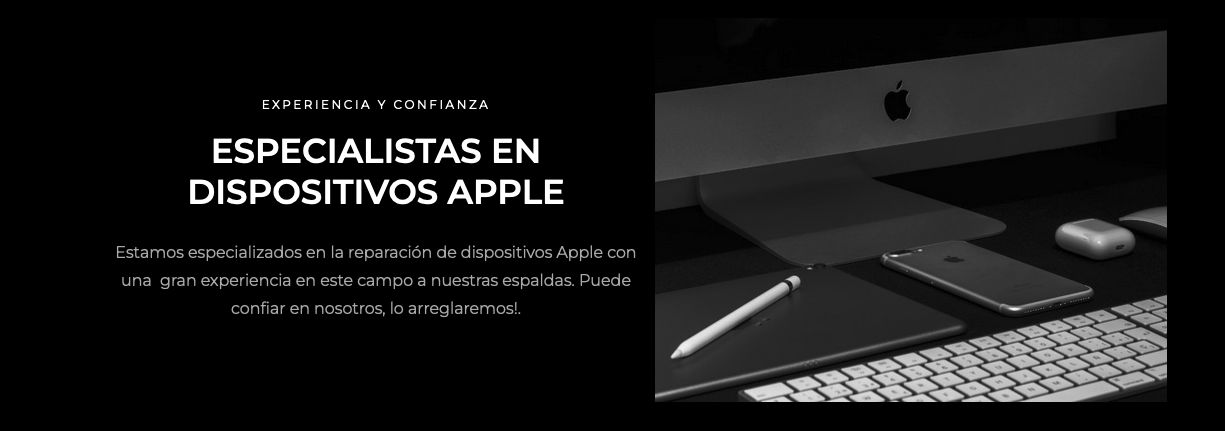 EXPERIENCIA Y CONFIANZA
ESPECIALISTAS EN
DISPOSITIVOS APPLE
Estamos especializados en la reparación de dispositivos Apple con
una  gran experiencia en este campo a nuestras espaldas. Puede
confiar en nosotros, lo arreglaremos!.